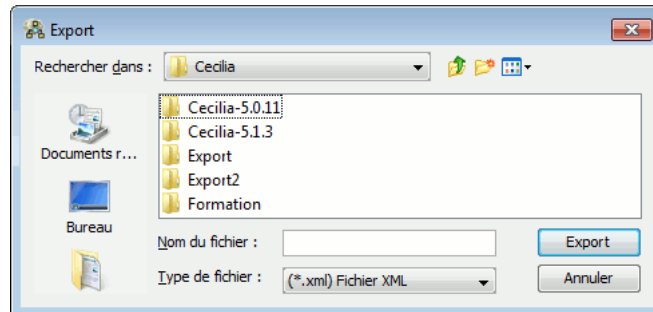 Export
Rechercher dans : Cecilia
Cecilia-5.0.11
Cecilia-5.1.3
Export
Export2
Formation
Documents r...
Bureau
Nom du fichier : Export
Type de fichier : (*.xml) Fichier XML Annuler